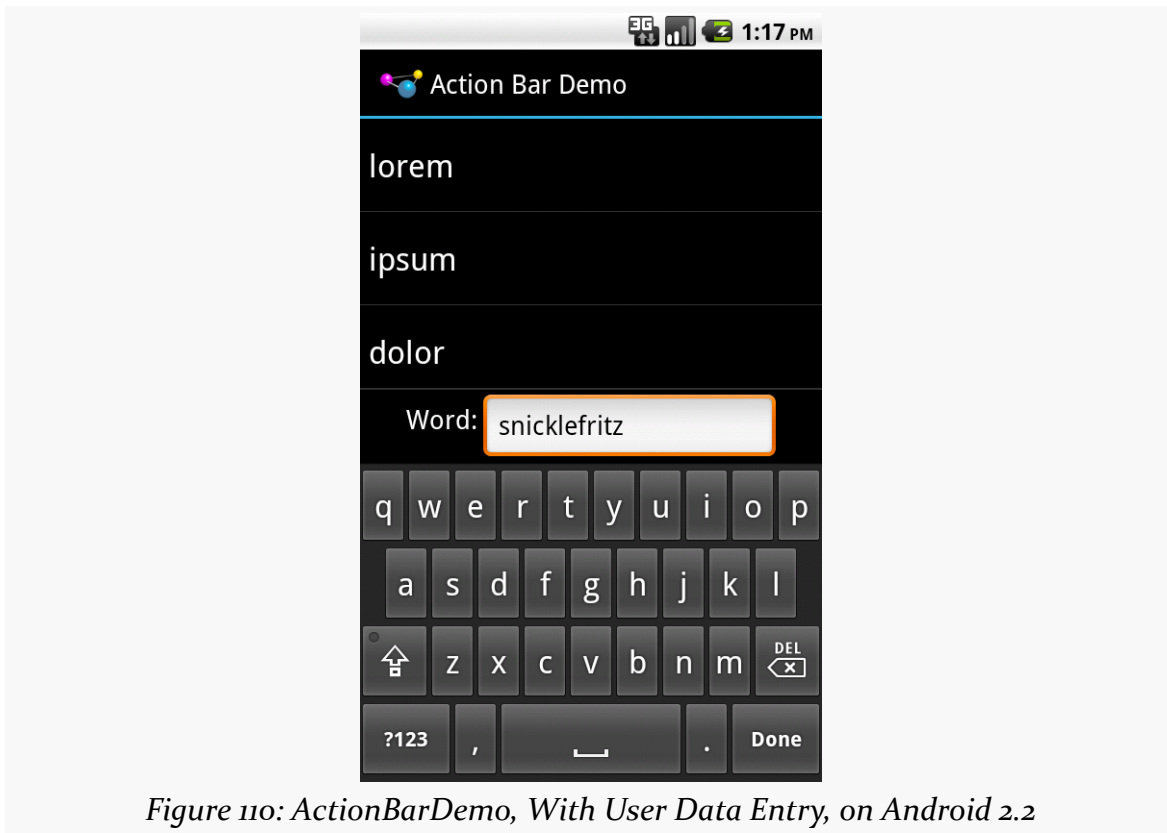 3G 1:17 PM
Action Bar Demo
lorem
ipsum
dolor
Word: snicklefritz
q w e r t y u i o p
a s d f g h j k l
z x c v b n m DEL
?123 , . Done
Figure 110: ActionBarDemo, With User Data Entry, on Android 2.2